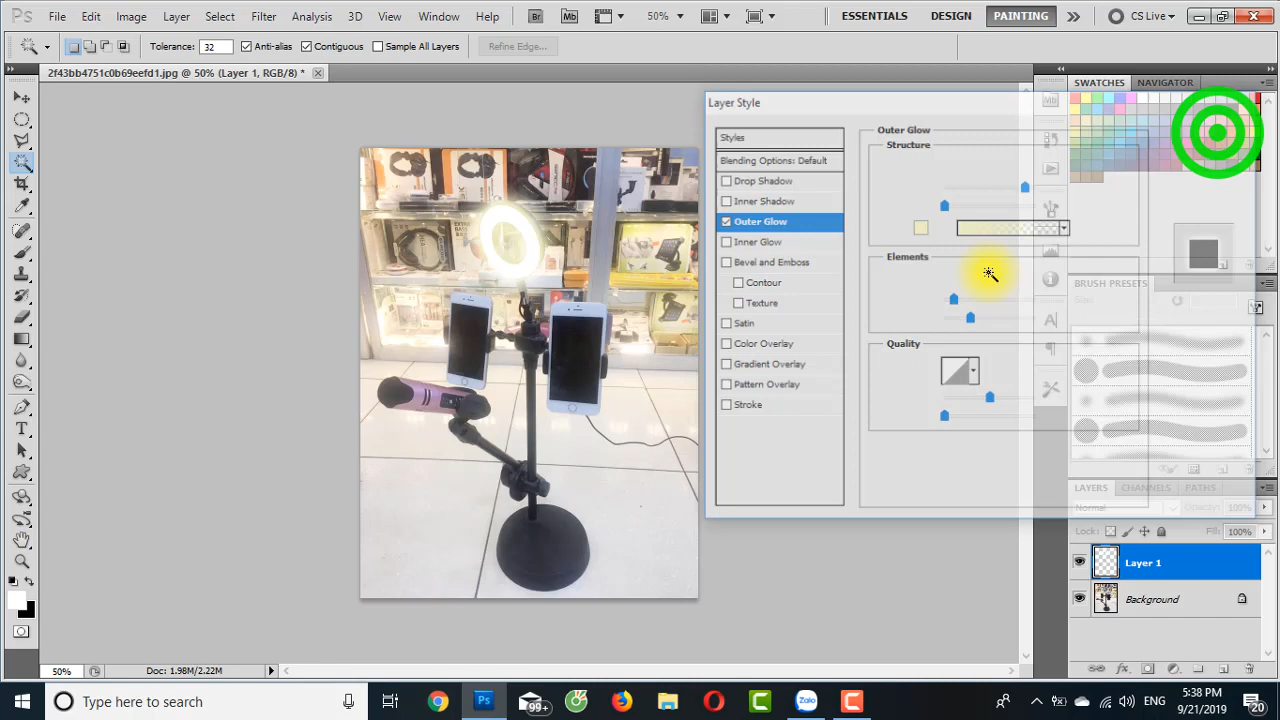 Ps File Edit Image Layer Select Filter Analysis 3D View Window Help Br Mb 50% ESSENTIALS DESIGN PAINTING CS Live
Tolerance: 32 Anti-alias Contiguous Sample All Layers Refine Edge...
2f43bb4751c0b69eefd1.jpg @ 50% (Layer 1, RGB/8) *
SWATCHES NAVIGATOR
Mb
Layer Style
Styles
Blending Options: Default
Drop Shadow
Inner Shadow
Outer Glow
Inner Glow
Bevel and Emboss
Contour
Texture
Satin
Color Overlay
Gradient Overlay
Pattern Overlay
Stroke
Outer Glow
Structure
Elements
Quality
BRUSH PRESETS
LAYERS CHANNELS PATHS
Normal Opacity: 100%
Lock: Fill: 100%
Layer 1
Background
50% Doc: 1.98M/2.22M
Type here to search
Ps
99+
Zalo
ENG
5:38 PM
9/21/2019
20